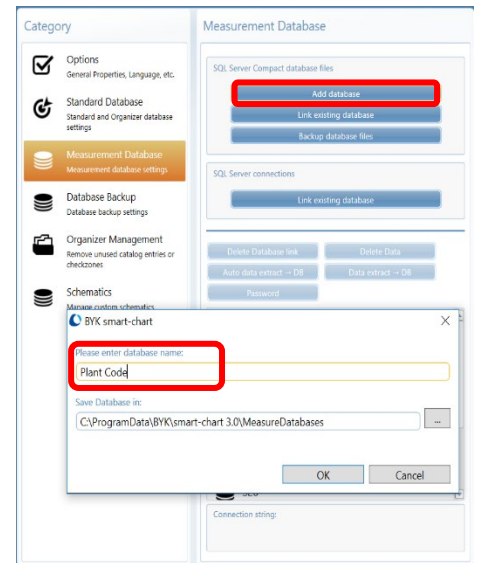 Category
Options
General Properties, Language, etc.
Standard Database
Standard and Organizer database
settings
Measurement Database
Measurement database settings
Database Backup
Database backup settings
Organizer Management
Remove unused catalog entries or
checkzones
Schematics
Manage custom schematics
Measurement Database
SQL Server Compact database files
Add database
Link existing database
Backup database files
SQL Server connections
Link existing database
Delete Database link
Delete Data
Auto data extract → DB
Data extract → DB
Password
BYK smart-chart
Please enter database name:
Plant Code
Save Database in:
C:\ProgramData\BYK\smart-chart 3.0\MeasureDatabases
...
OK
Cancel
Connection string: